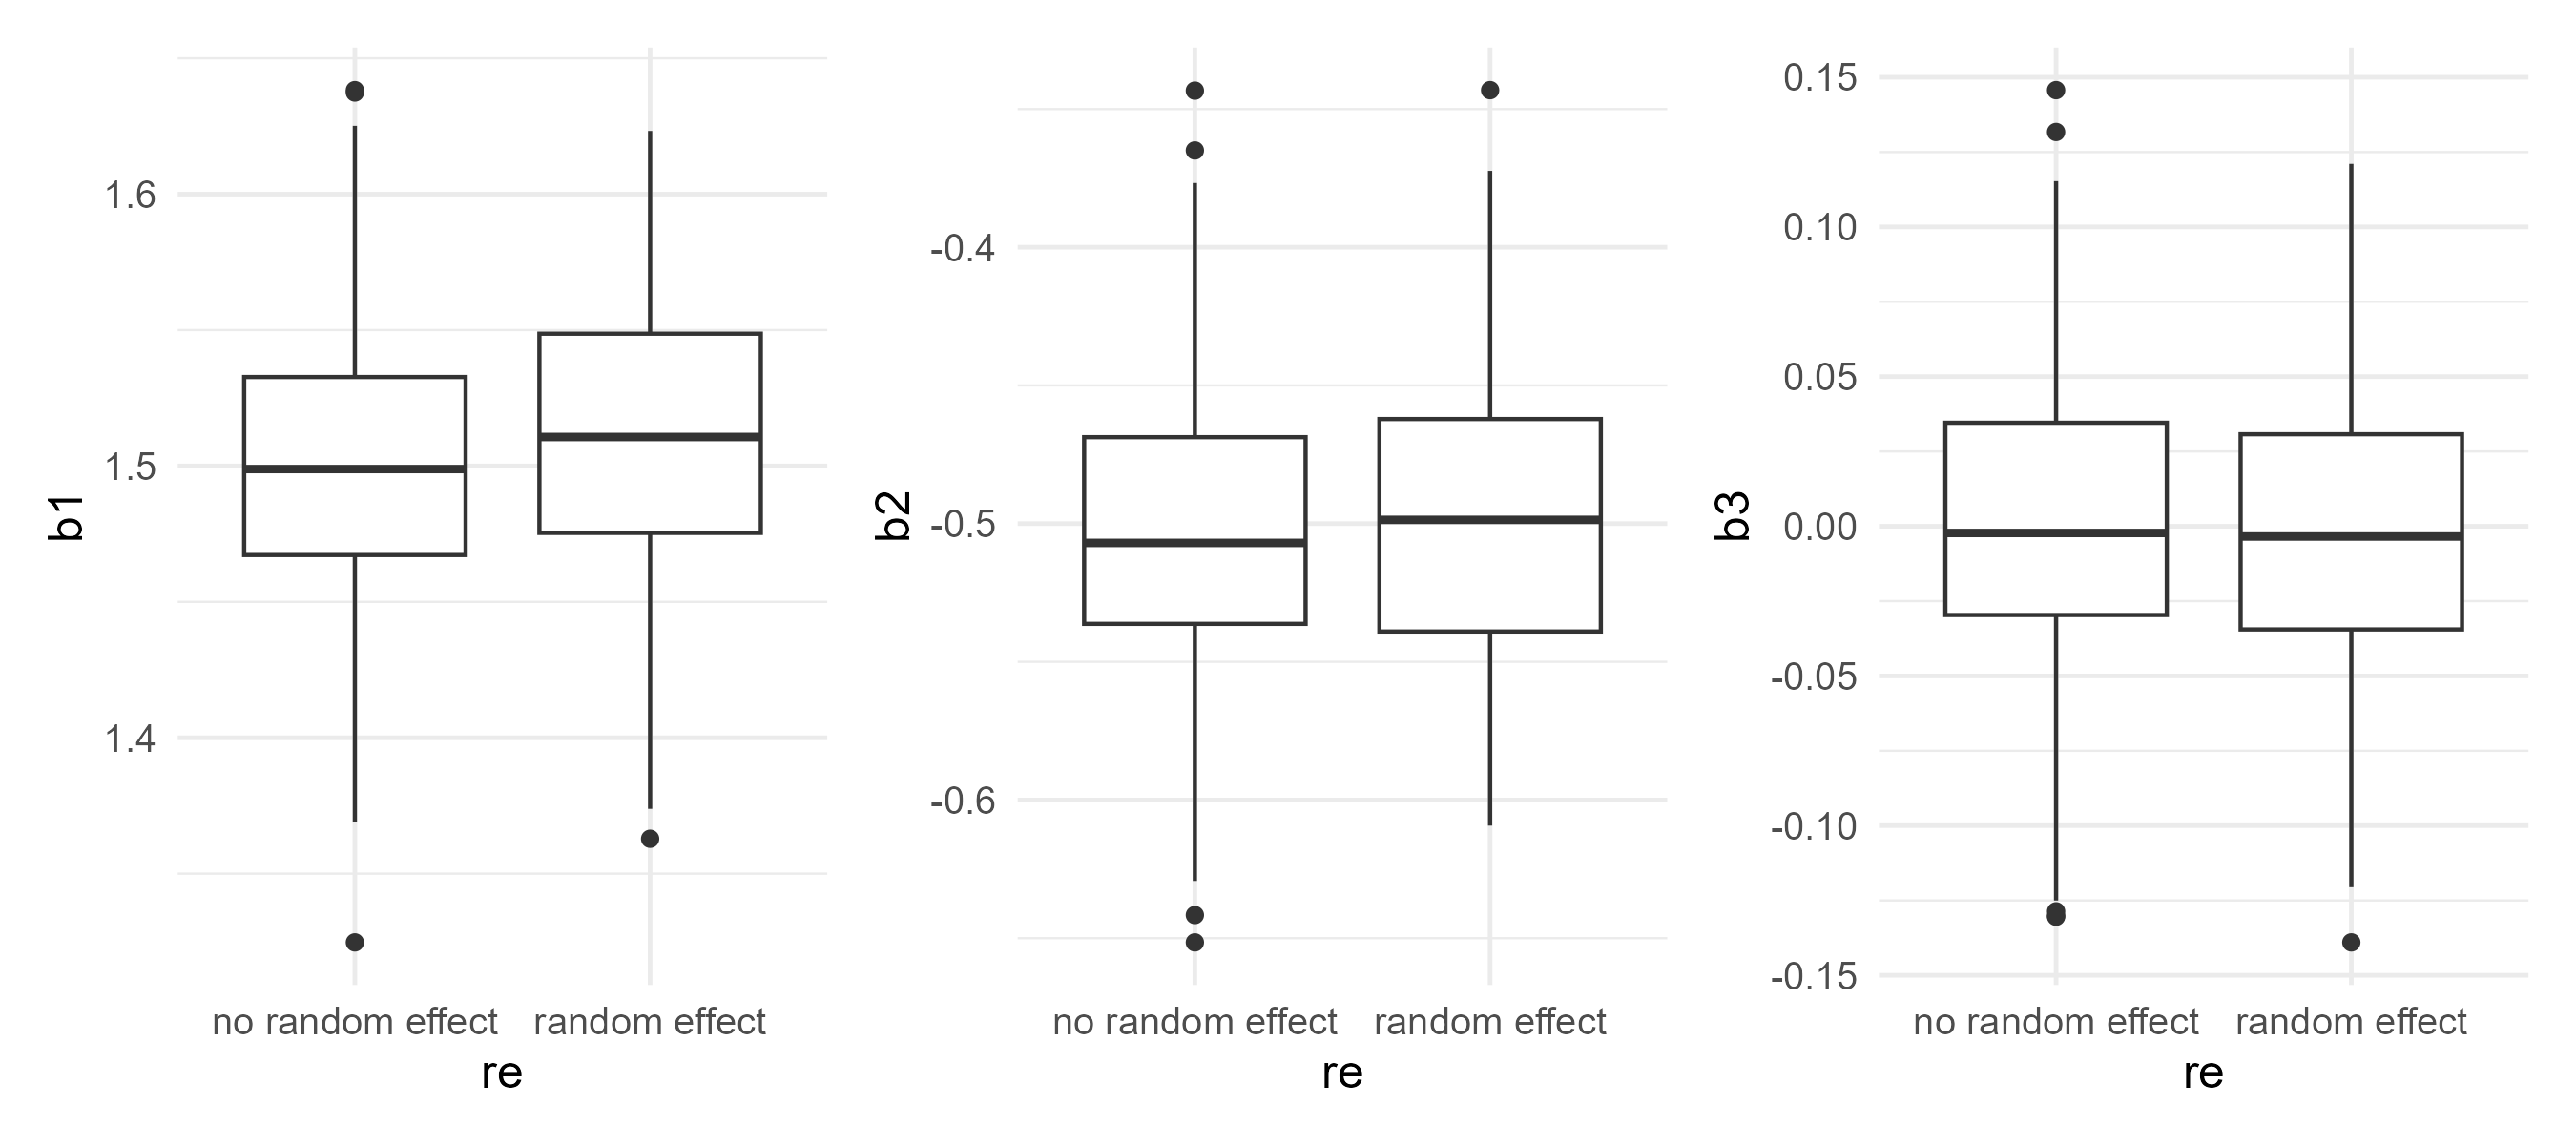 b1
1.6
1.5
1.4
no random effect
random effect
re
b2
-0.4
-0.5
-0.6
no random effect
random effect
re
b3
0.15
0.10
0.05
0.00
-0.05
-0.10
-0.15
no random effect
random effect
re